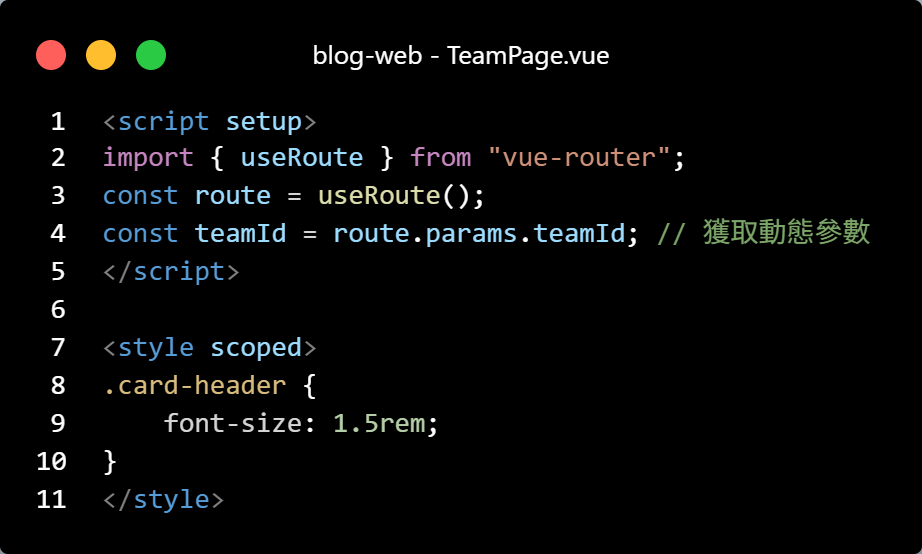 blog-web - TeamPage.vue
1 <script setup>
2 import { useRoute } from "vue-router";
3 const route = useRoute();
4 const teamId = route.params.teamId; // 獲取動態參數
5 </script>
6
7 <style scoped>
8 .card-header {
9     font-size: 1.5rem;
10 }
11 </style>